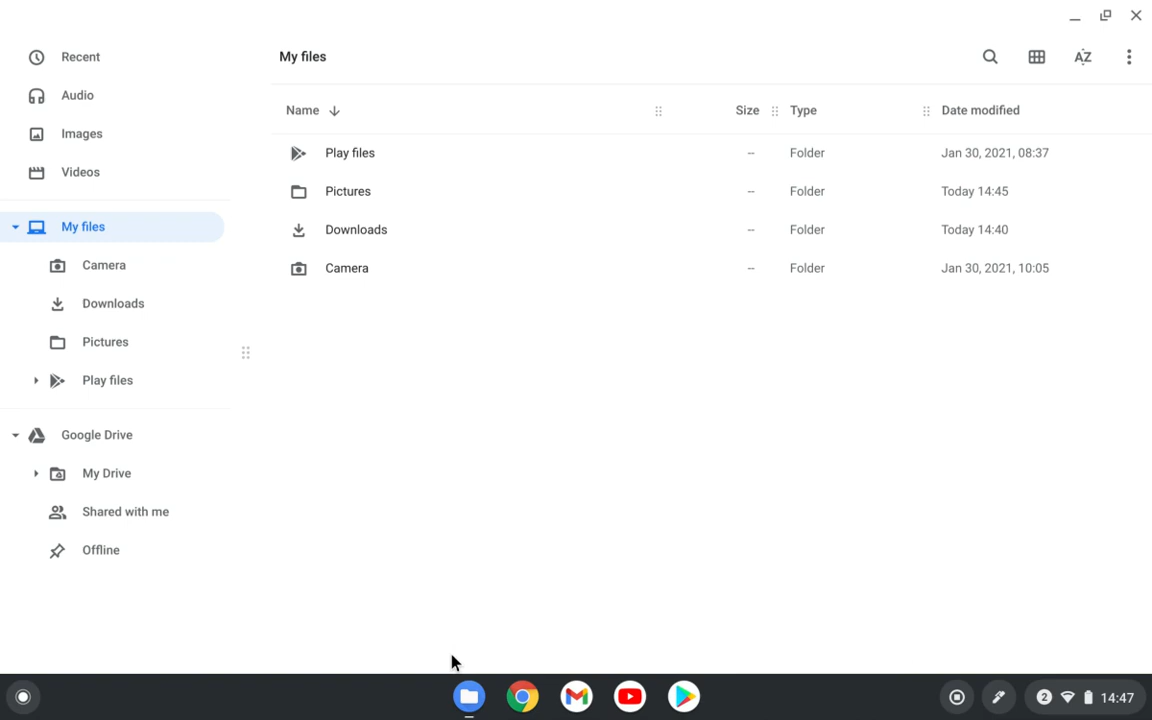 Recent
Audio
Images
Videos
My files
Camera
Downloads
Pictures
Play files
Google Drive
My Drive
Shared with me
Offline
My files
AZ
Name Size Type Date modified
Play files -- Folder Jan 30, 2021, 08:37
Pictures -- Folder Today 14:45
Downloads -- Folder Today 14:40
Camera -- Folder Jan 30, 2021, 10:05
2 14:47